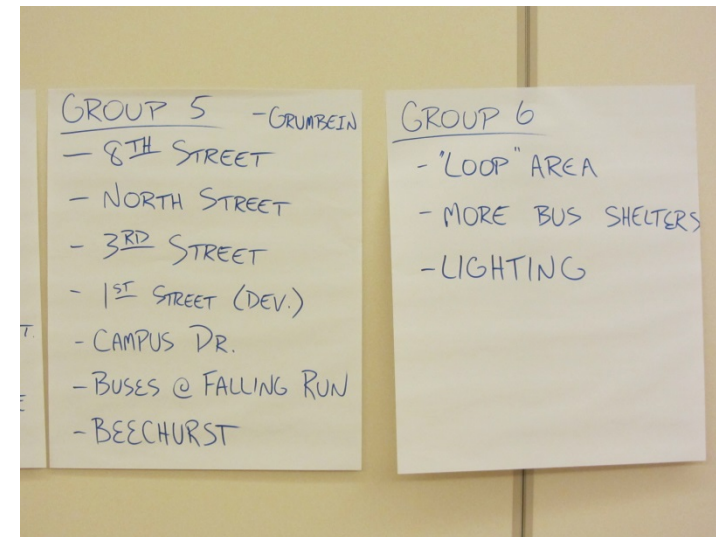 GROUP 5 - GRUMBEIN
- 8TH STREET
- NORTH STREET
- 3RD STREET
- 1ST STREET (DEV.)
- CAMPUS DR.
- BUSES @ FALLING RUN
- BEECHURST
GROUP 6
- "LOOP" AREA
- MORE BUS SHELTERS
- LIGHTING